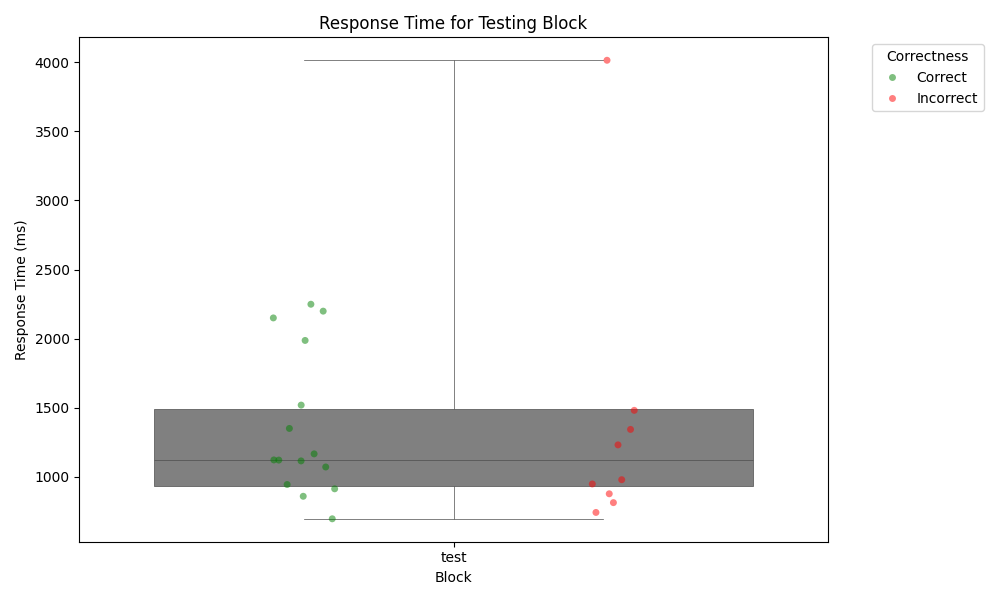 Response Time for Testing Block
Correctness
Correct
Incorrect
4000
3500
3000
2500
2000
1500
1000
Response Time (ms)
test
Block